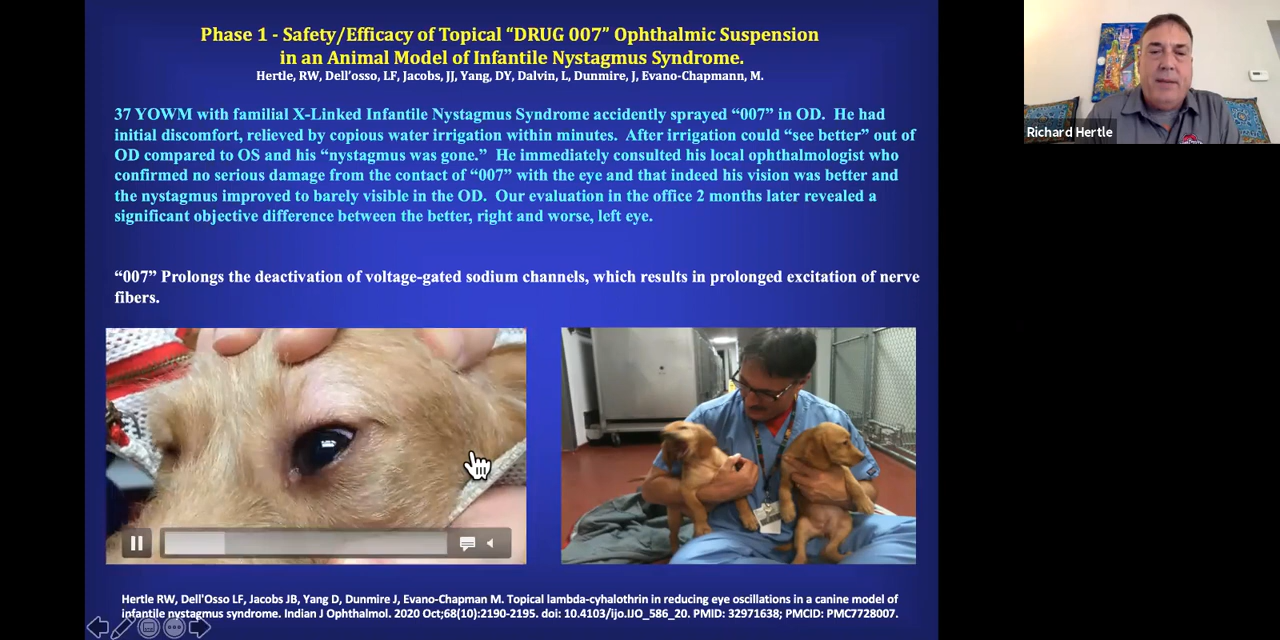 Phase 1 - Safety/Efficacy of Topical “DRUG 007” Ophthalmic Suspension
in an Animal Model of Infantile Nystagmus Syndrome.
Hertle, RW, Dell’osso, LF, Jacobs, JJ, Yang, DY, Dalvin, L, Dunmire, J, Evano-Chapmann, M.
37 YOWM with familial X-Linked Infantile Nystagmus Syndrome accidently sprayed “007” in OD. He had
initial discomfort, relieved by copious water irrigation within minutes. After irrigation could “see better” out of
OD compared to OS and his “nystagmus was gone.” He immediately consulted his local ophthalmologist who
confirmed no serious damage from the contact of “007” with the eye and that indeed his vision was better and
the nystagmus improved to barely visible in the OD. Our evaluation in the office 2 months later revealed a
significant objective difference between the better, right and worse, left eye.
“007” Prolongs the deactivation of voltage-gated sodium channels, which results in prolonged excitation of nerve
fibers.
Hertle RW, Dell'Osso LF, Jacobs JB, Yang D, Dunmire J, Evano-Chapman M. Topical lambda-cyhalothrin in reducing eye oscillations in a canine model of
infantile nystagmus syndrome. Indian J Ophthalmol. 2020 Oct;68(10):2190-2195. doi: 10.4103/ijo.IJO_586_20. PMID: 32971638; PMCID: PMC7728007.
Richard Hertle